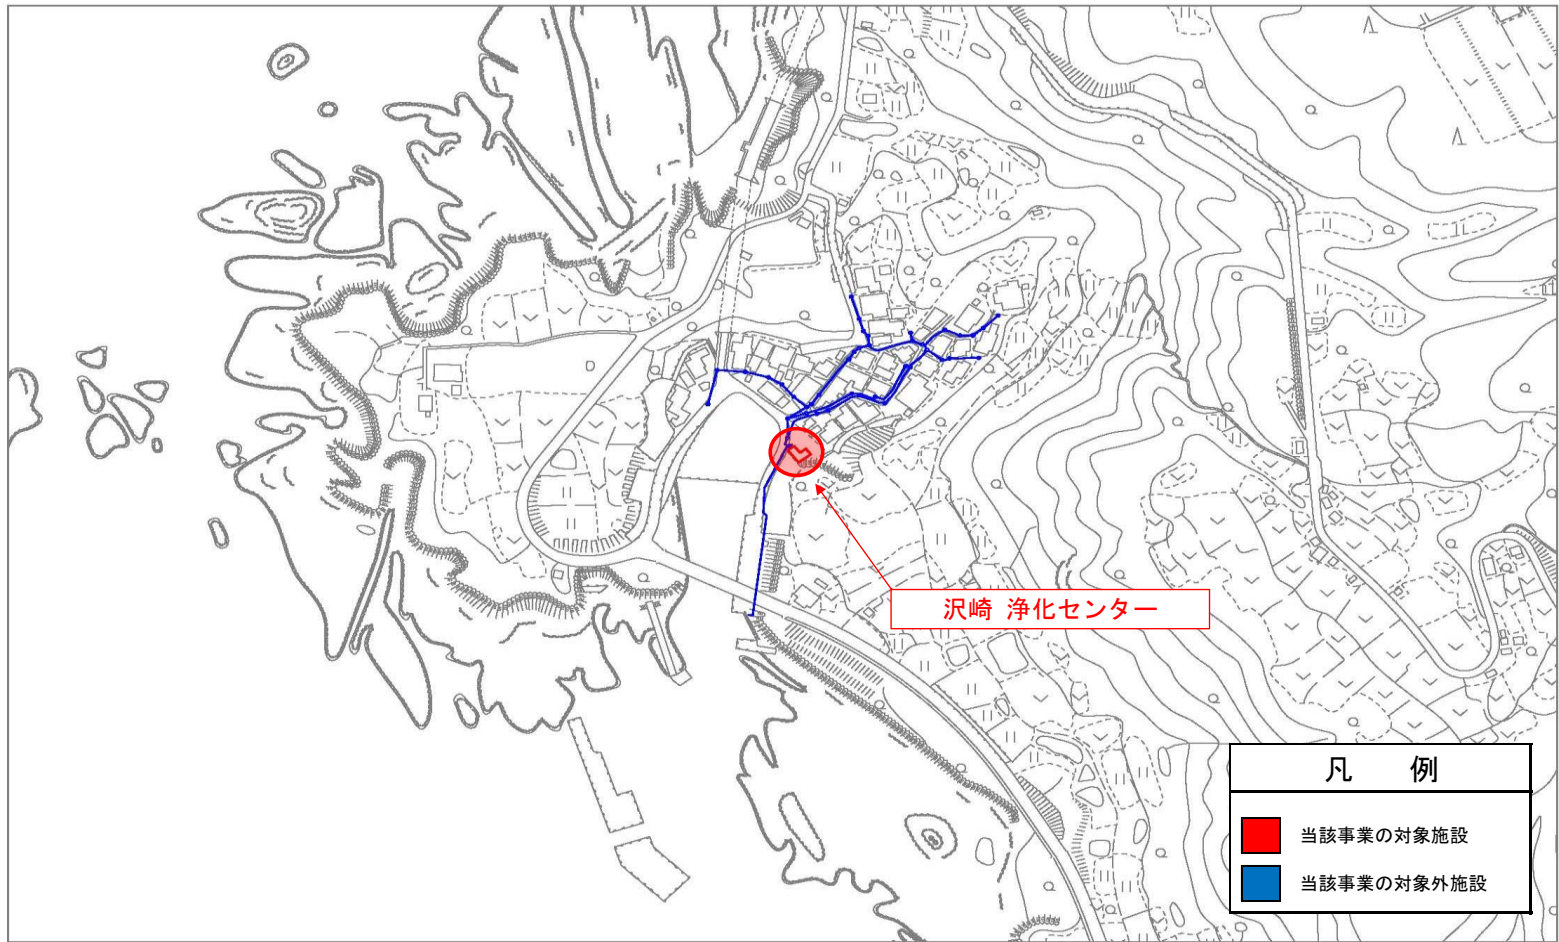 沢崎 浄化センター
凡 例
当該事業の対象施設
当該事業の対象外施設